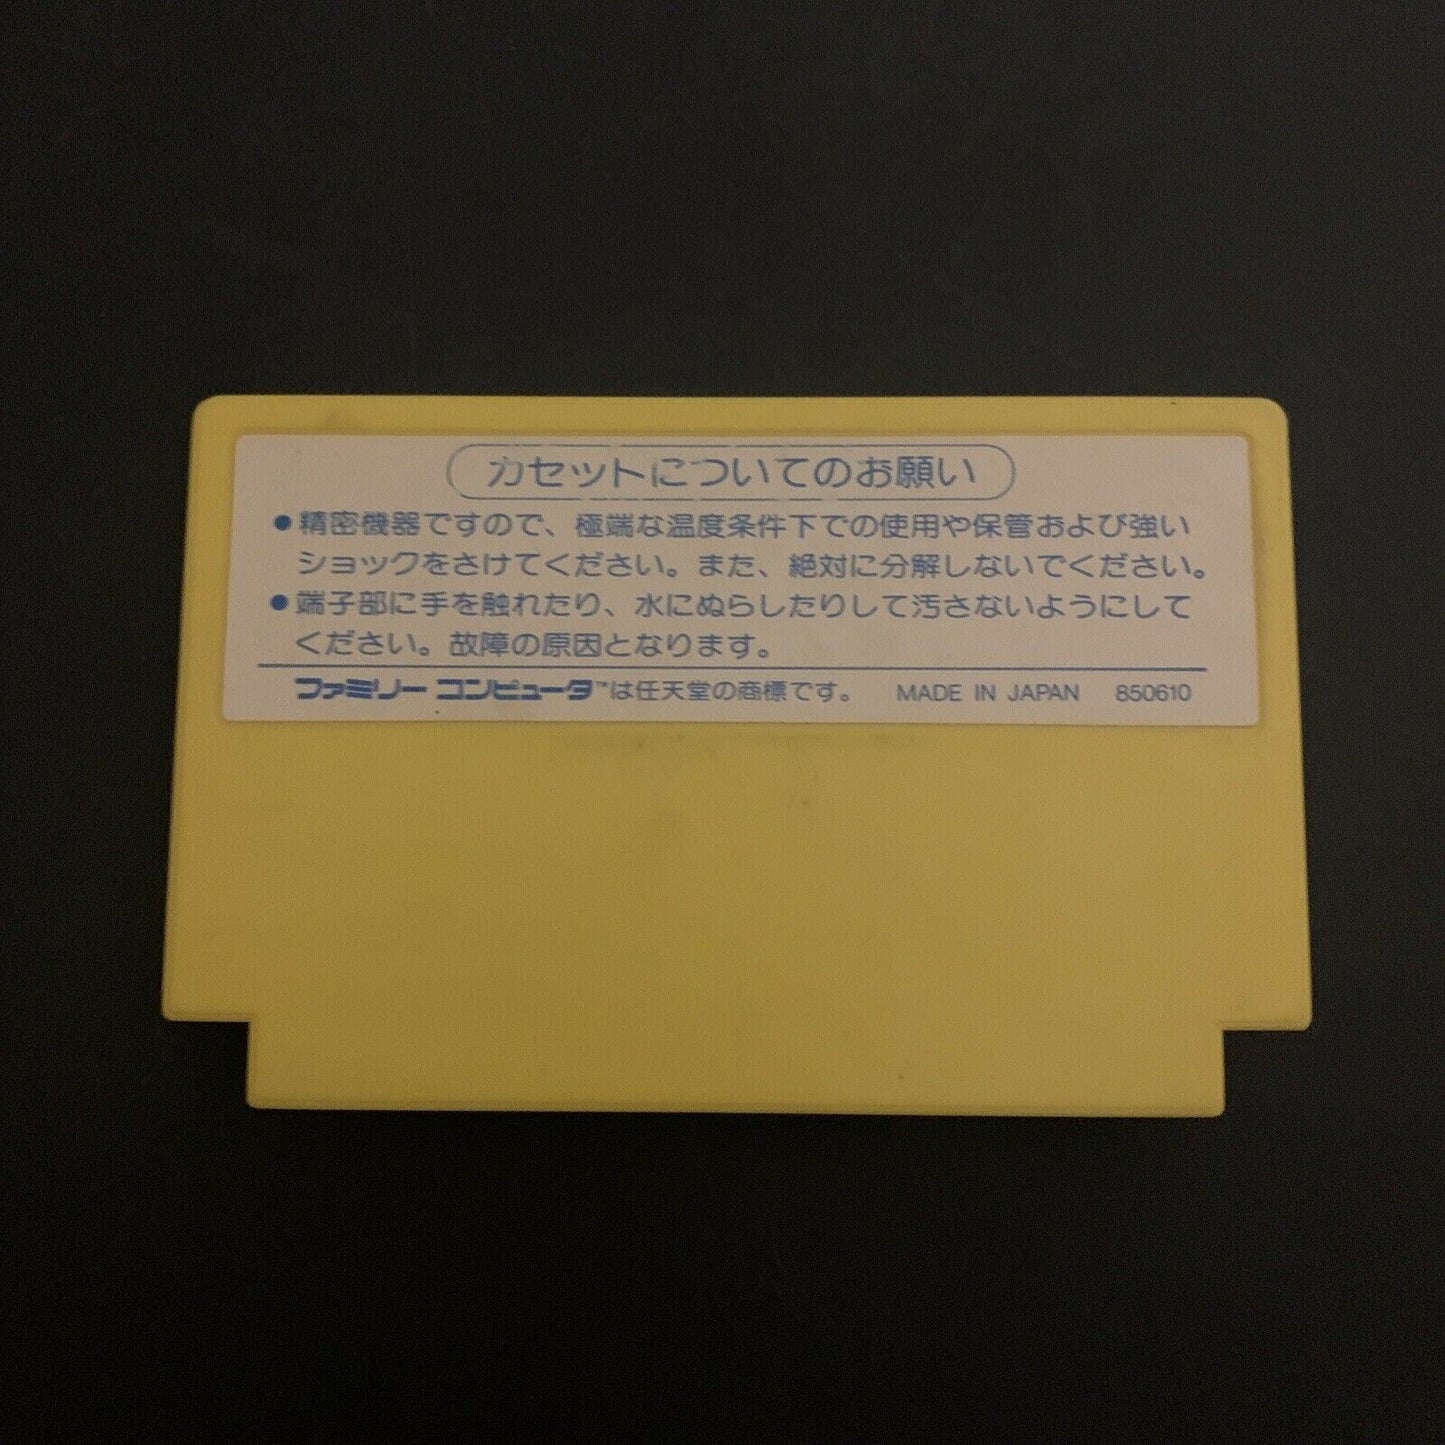 カセットについてのお願い
●精密機器ですので、極端な温度条件下での使用や保管および強い
ショックをさけてください。また、絶対に分解しないでください。
●端子部に手を触れたり、水にぬらしたりして汚さないようにして
ください。故障の原因となります。
ファミリーコンピュータ™は任天堂の商標です。 MADE IN JAPAN 850610